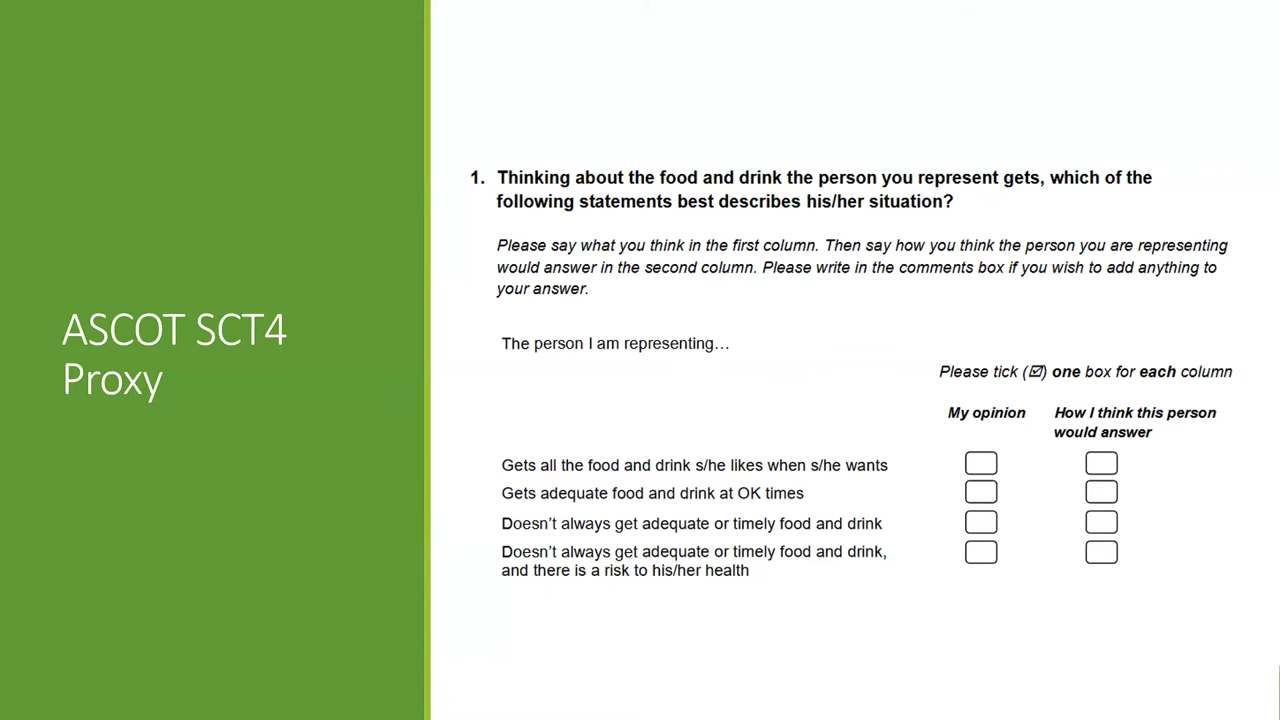 ASCOT SCT4
Proxy
1. Thinking about the food and drink the person you represent gets, which of the
following statements best describes his/her situation?
Please say what you think in the first column. Then say how you think the person you are representing
would answer in the second column. Please write in the comments box if you wish to add anything to
your answer.
The person I am representing…
Please tick (☑) one box for each column
My opinion
How I think this person
would answer
Gets all the food and drink s/he likes when s/he wants
Gets adequate food and drink at OK times
Doesn’t always get adequate or timely food and drink
Doesn’t always get adequate or timely food and drink,
and there is a risk to his/her health